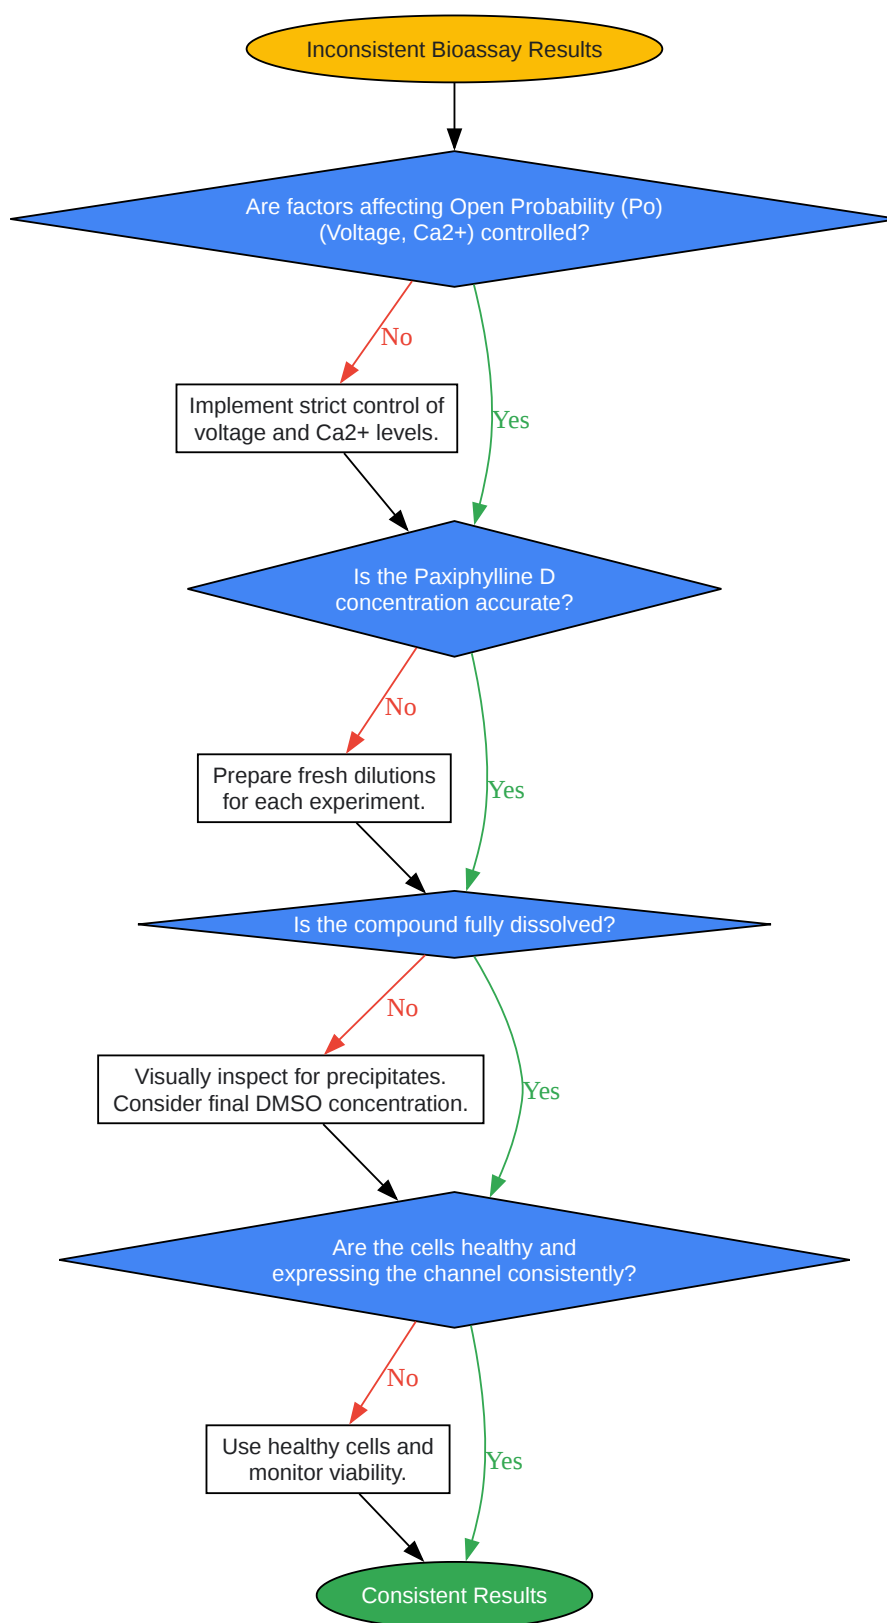 Inconsistent Bioassay Results
Are factors affecting Open Probability (Po)
(Voltage, Ca2+) controlled?
No
Implement strict control of
voltage and Ca2+ levels.
Yes
Is the Paxiphylline D
concentration accurate?
No
Prepare fresh dilutions
for each experiment.
Yes
Is the compound fully dissolved?
No
Visually inspect for precipitates.
Consider final DMSO concentration.
Yes
Are the cells healthy and
expressing the channel consistently?
No
Use healthy cells and
monitor viability.
Yes
Consistent Results